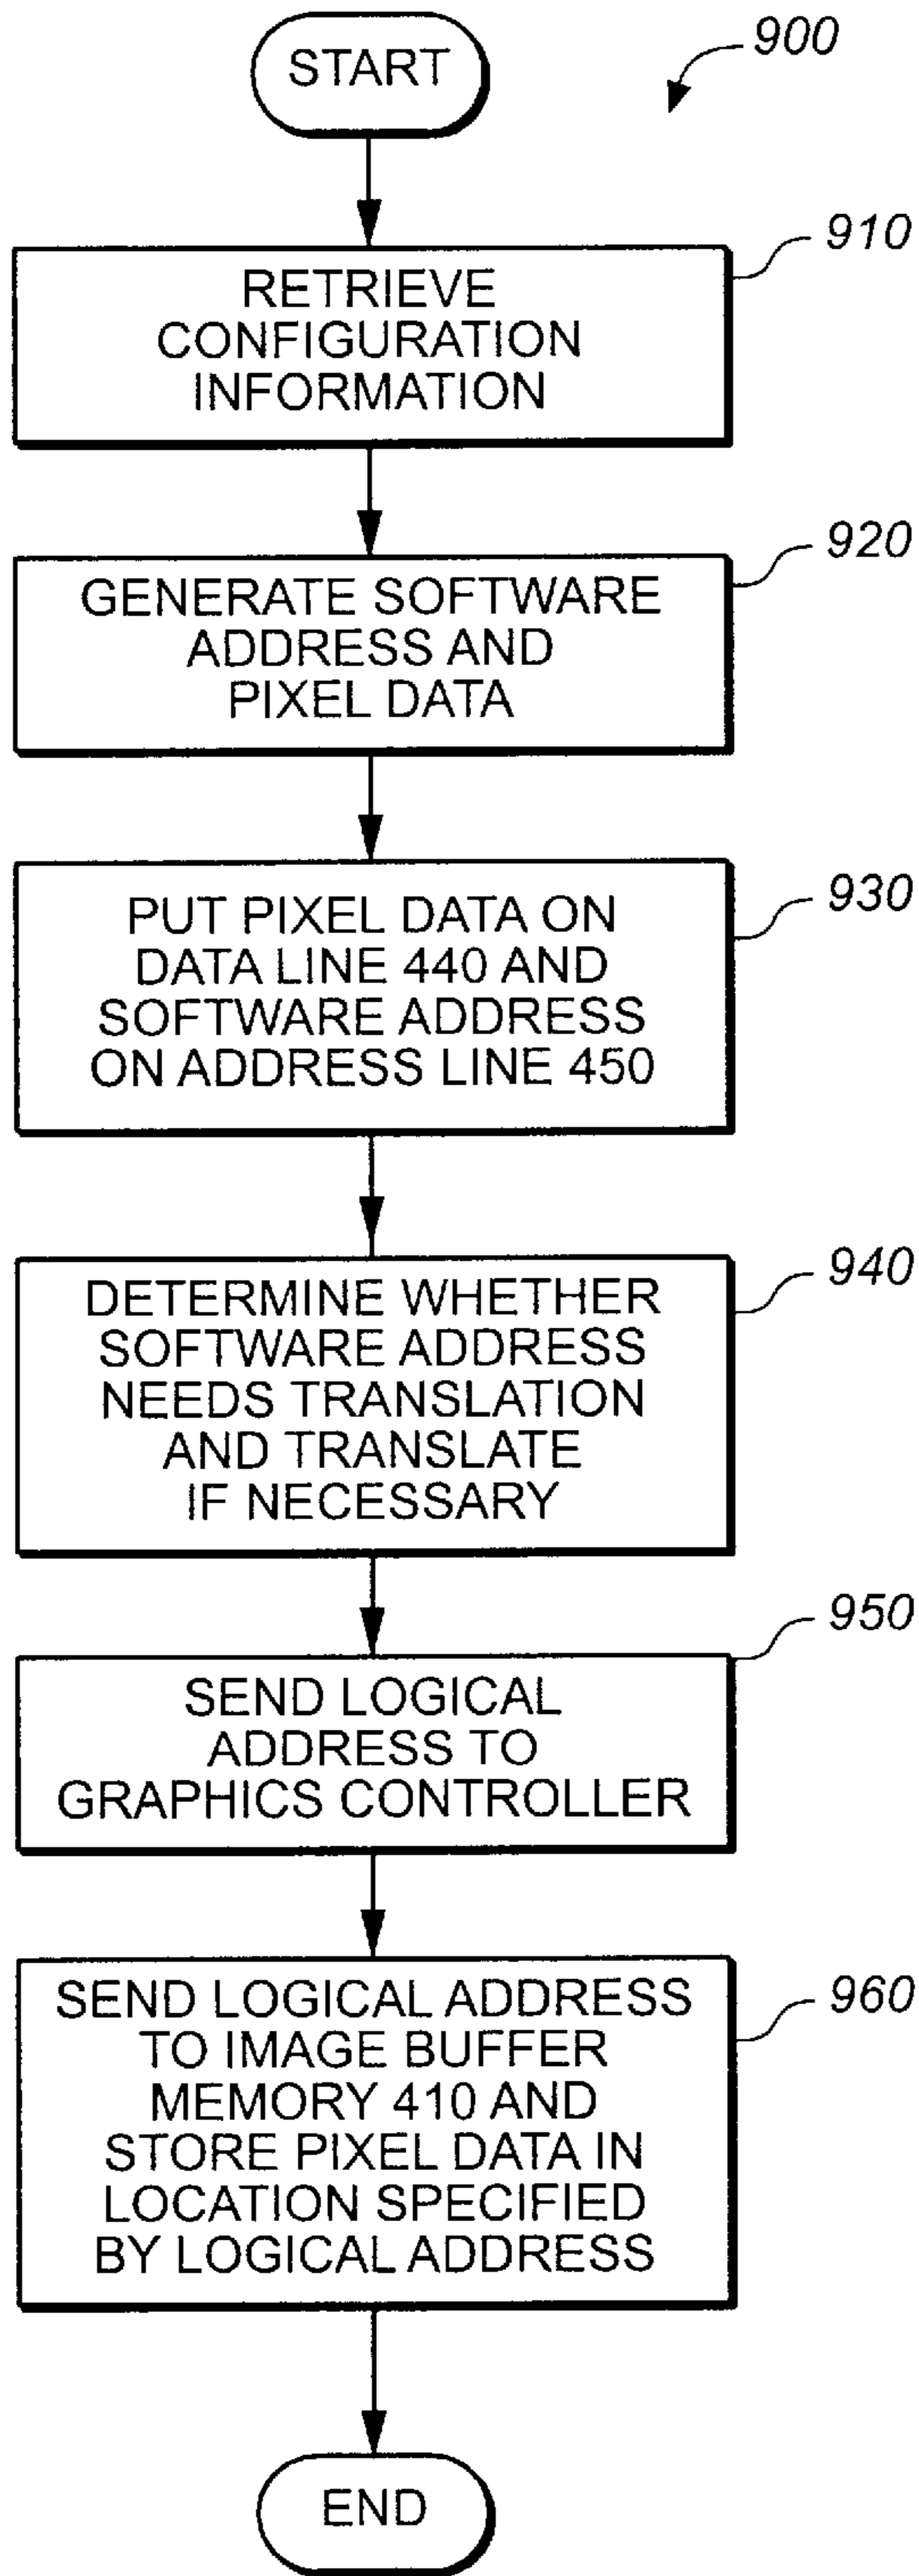 START
900
910
RETRIEVE
CONFIGURATION
INFORMATION
920
GENERATE SOFTWARE
ADDRESS AND
PIXEL DATA
930
PUT PIXEL DATA ON
DATA LINE 440 AND
SOFTWARE ADDRESS
ON ADDRESS LINE 450
940
DETERMINE WHETHER
SOFTWARE ADDRESS
NEEDS TRANSLATION
AND TRANSLATE
IF NECESSARY
950
SEND LOGICAL
ADDRESS TO
GRAPHICS CONTROLLER
960
SEND LOGICAL ADDRESS
TO IMAGE BUFFER
MEMORY 410 AND
STORE PIXEL DATA IN
LOCATION SPECIFIED
BY LOGICAL ADDRESS
END